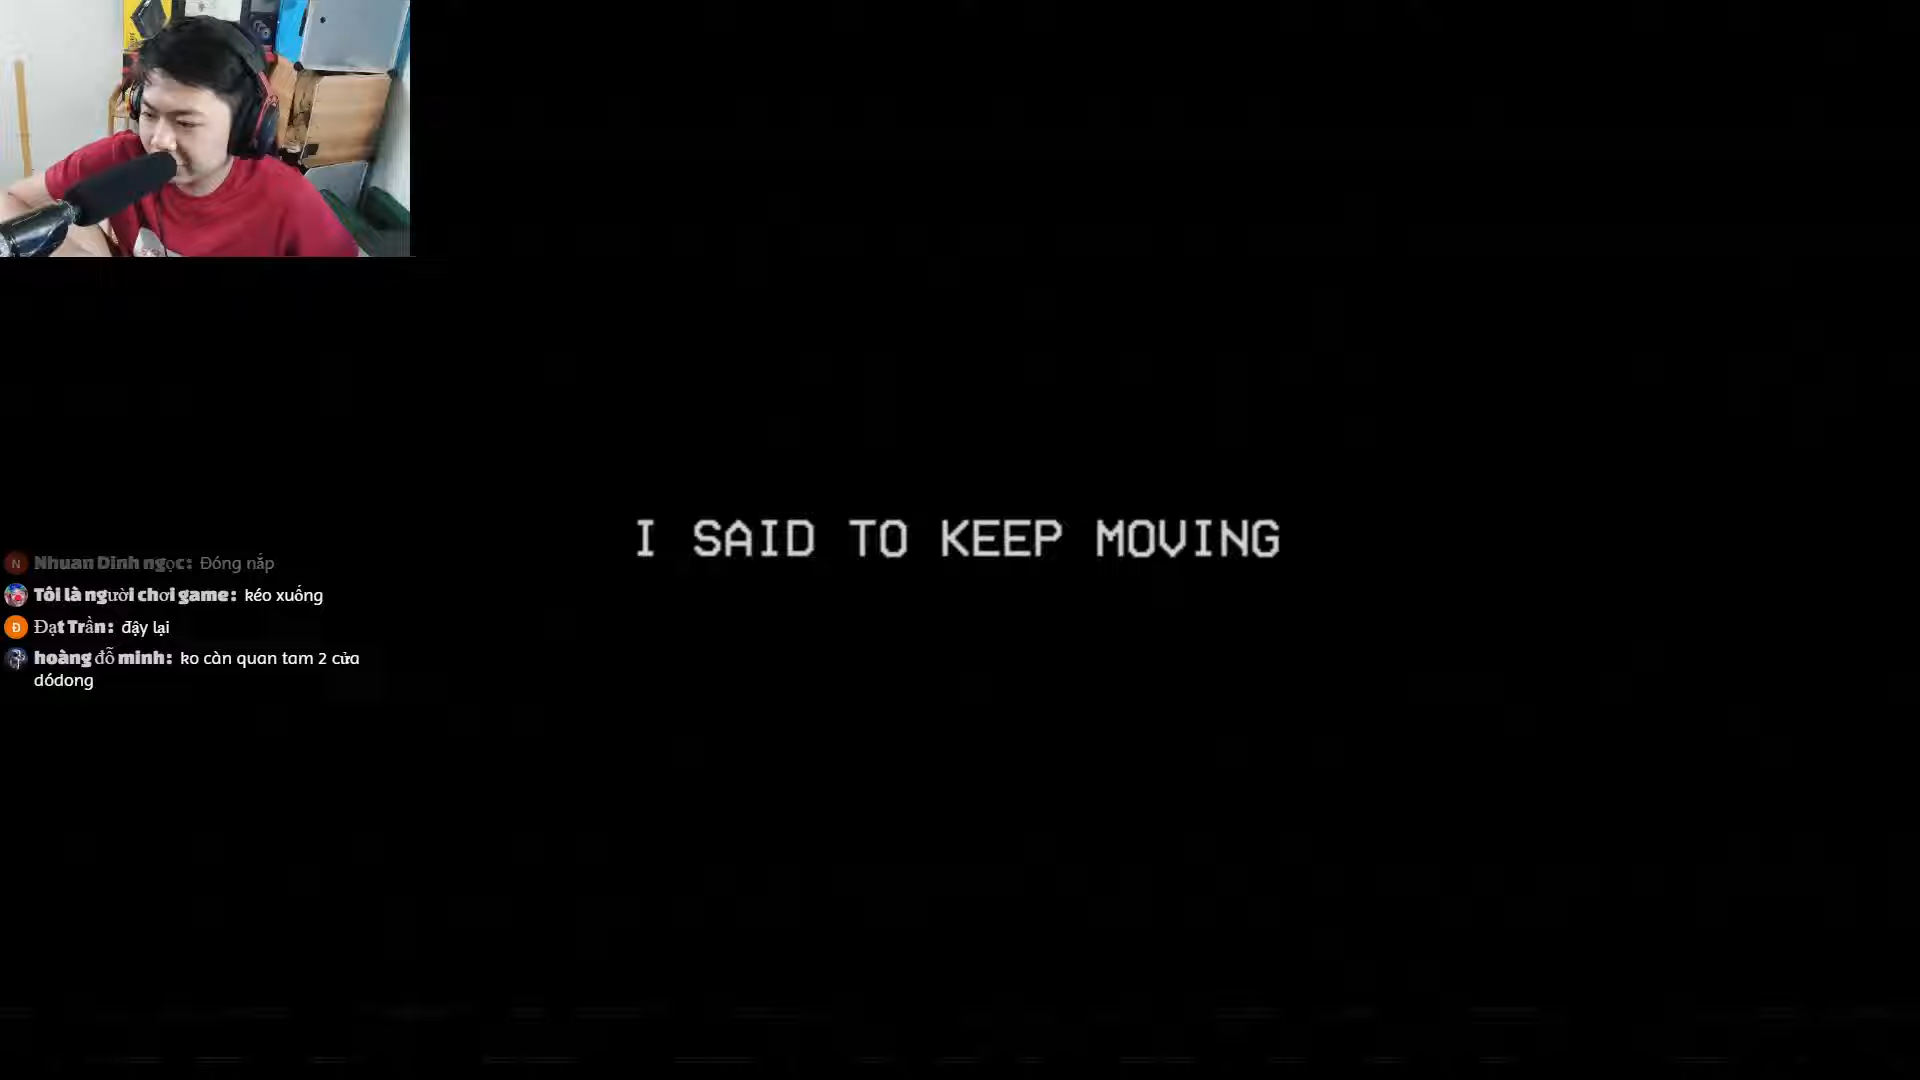 I SAID TO KEEP MOVING
N Nhuan Dinh ngọc: Đóng nắp
Tôi là người chơi game: kéo xuống
Đ Đạt Trần: đậy lại
hoàng đỗ minh: ko càn quan tam 2 cửa
dódong